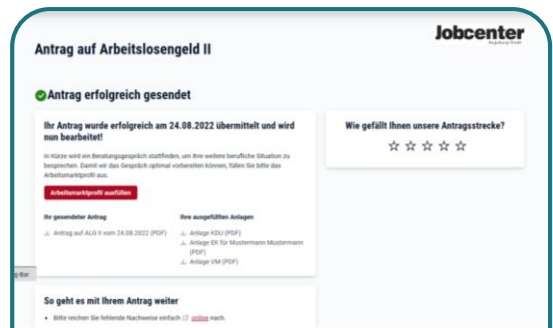 Jobcenter
Augsburg Stadt
Antrag auf Arbeitslosengeld II
Antrag erfolgreich gesendet
Ihr Antrag wurde erfolgreich am 24.08.2022 übermittelt und wird
nun bearbeitet!
In Kürze wird ein Beratungsgespräch stattfinden, um Ihre weitere berufliche Situation zu
besprechen. Damit wir das Gespräch optimal vorbereiten können, füllen Sie bitte das
Arbeitsmarktprofil aus.
Arbeitsmarktprofil ausfüllen
Ihr gesendeter Antrag
Antrag auf ALG II vom 24.08.2022 (PDF)
Ihre ausgefüllten Anlagen
Anlage KDU (PDF)
Anlage EK für Mustermann Mustermann
(PDF)
Anlage VM (PDF)
Wie gefällt Ihnen unsere Antragsstrecke?
g-Bar
So geht es mit Ihrem Antrag weiter
Bitte reichen Sie fehlende Nachweise einfach online nach.